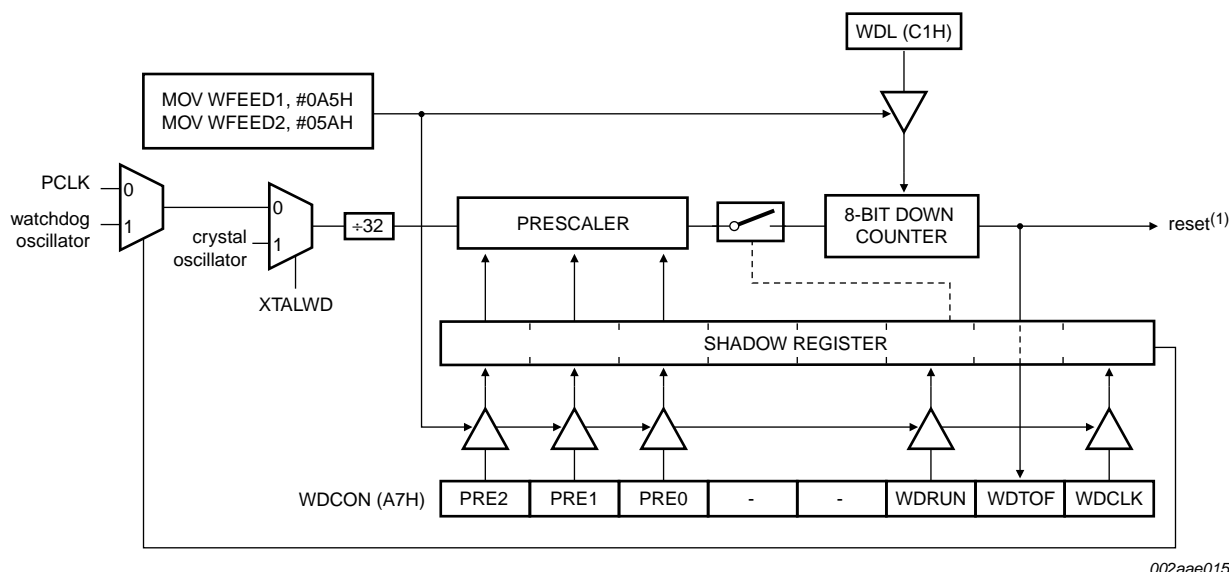 WDL (C1H)
MOV WFEED1, #0A5H
MOV WFEED2, #05AH
PCLK
0
watchdog
oscillator
1
0
crystal
oscillator
1
XTALWD
÷32
PRESCALER
8-BIT DOWN
COUNTER
reset(1)
SHADOW REGISTER
WDCON (A7H)
PRE2
PRE1
PRE0
-
-
WDRUN
WDTOF
WDCLK
002aae015